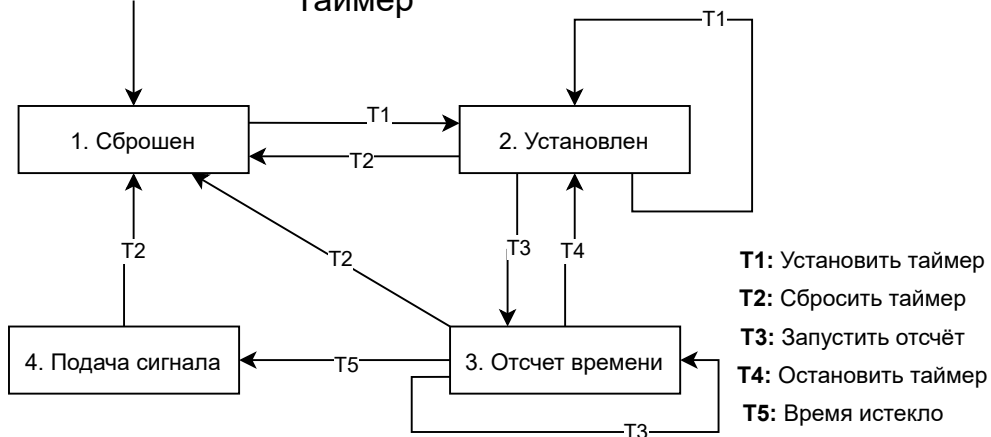 таймер
T1
1. Сброшен
T1
2. Установлен
T2
T2
T2
T3
T4
T1: Установить таймер
T2: Сбросить таймер
4. Подача сигнала
T5
3. Отсчет времени
T3: Запустить отсчёт
T4: Остановить таймер
T5: Время истекло
T3